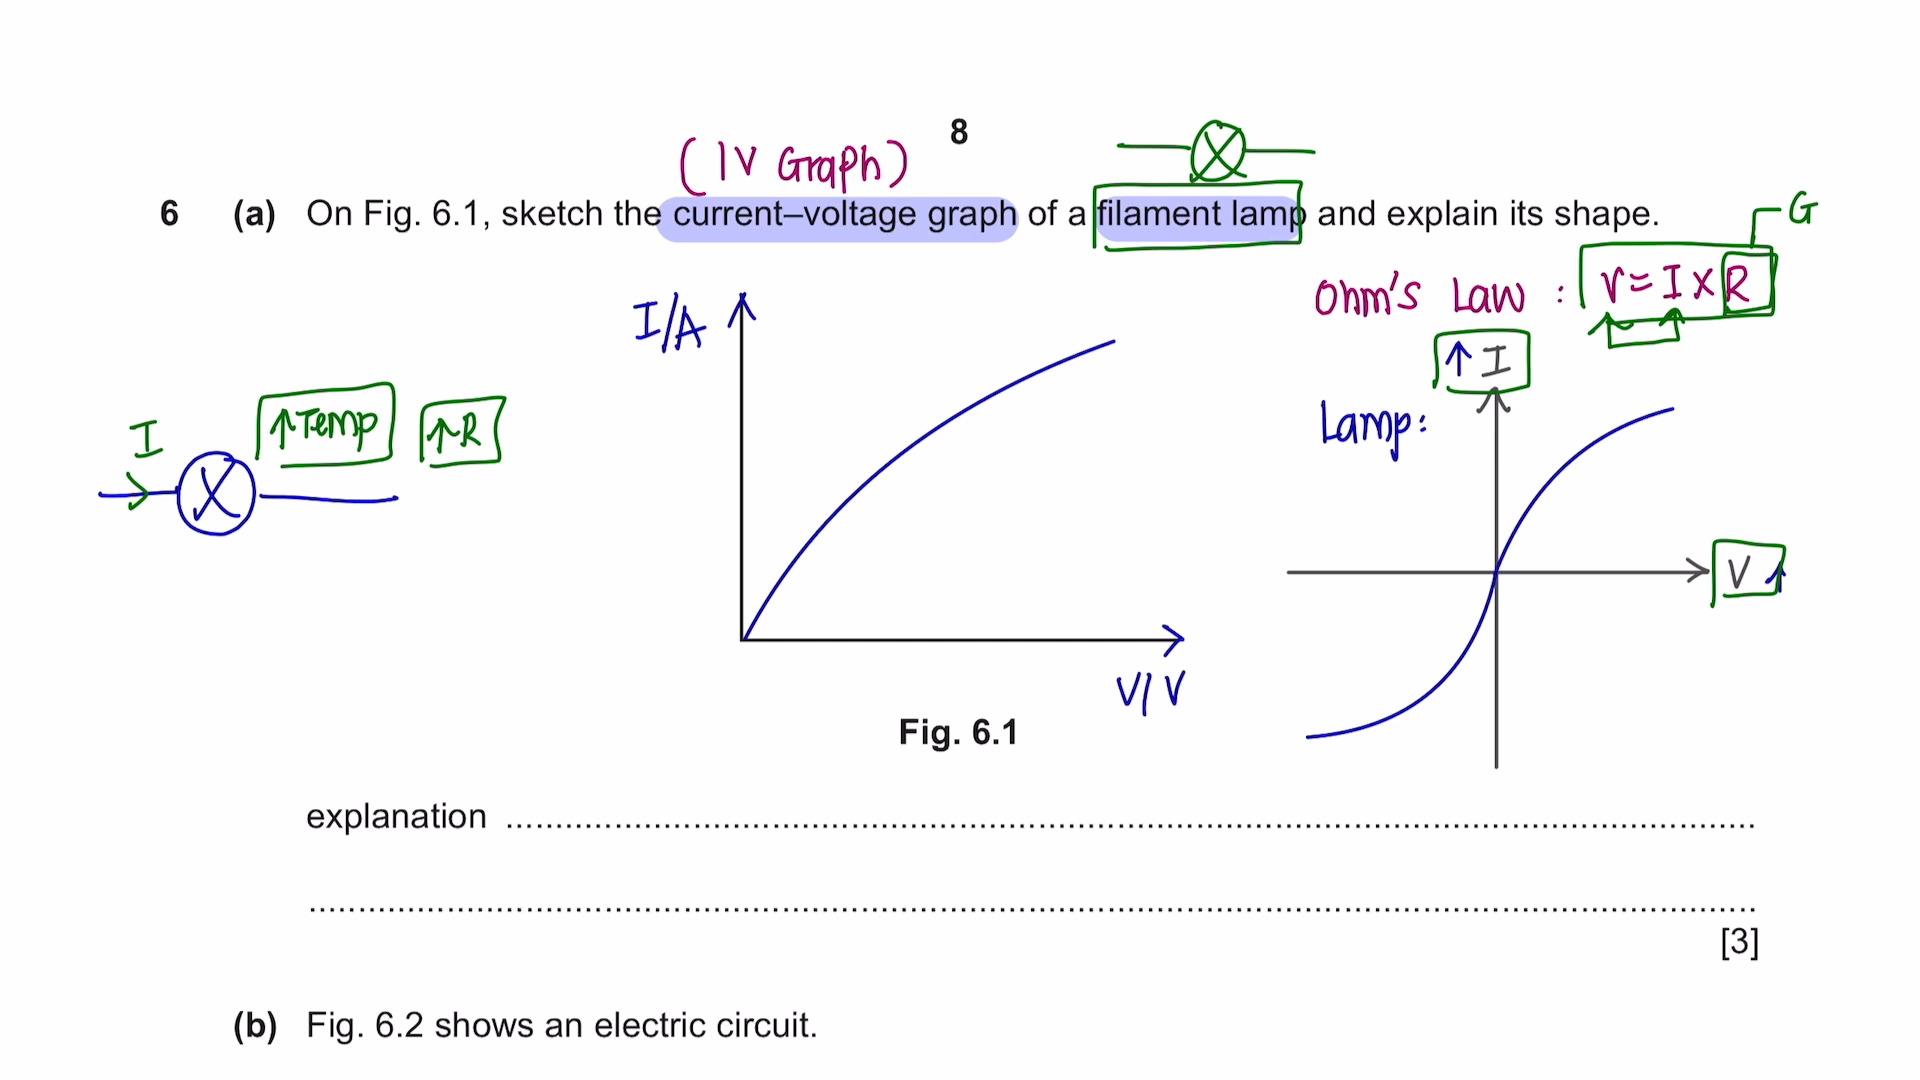 8
(IV Graph)
6 (a) On Fig. 6.1, sketch the current–voltage graph of a filament lamp and explain its shape.
G
Ohm's Law : V = I X R
I/A
↑ I
Lamp:
I ↑Temp ↑R
V ↑
V/V
Fig. 6.1
explanation ................................................................
................................................................
[3]
(b) Fig. 6.2 shows an electric circuit.